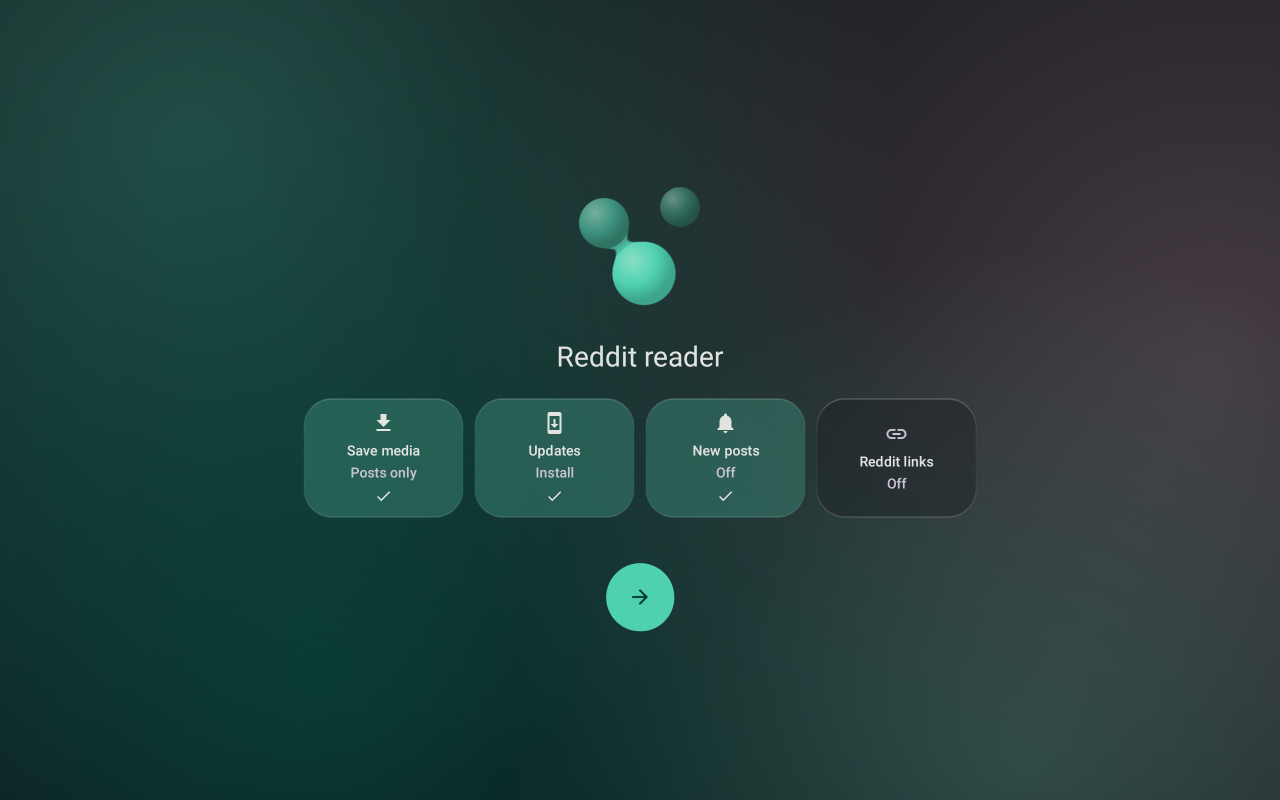 Reddit reader
Save media
Posts only
Updates
Install
New posts
Off
Reddit links
Off